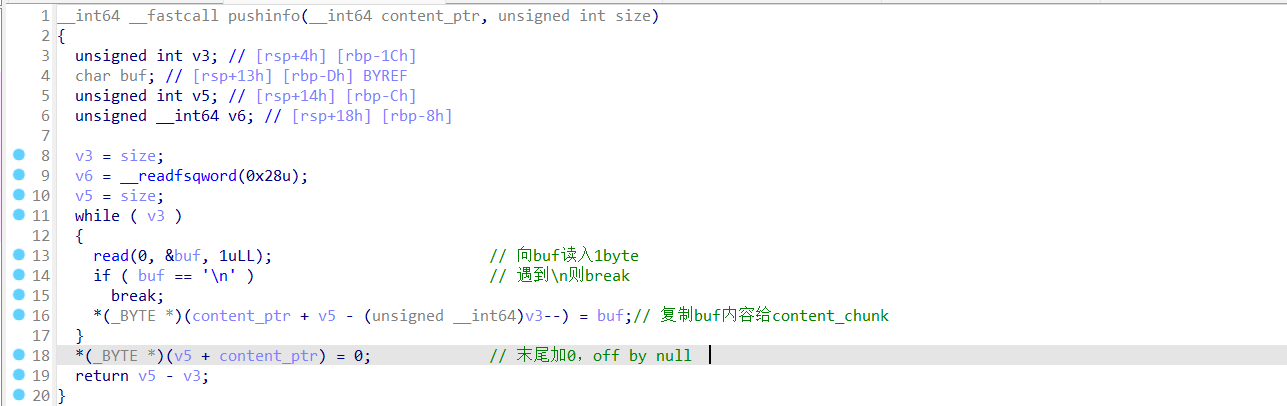 1 __int64 __fastcall pushinfo(__int64 content_ptr, unsigned int size)
2 {
3 unsigned int v3; // [rsp+4h] [rbp-1Ch]
4 char buf; // [rsp+13h] [rbp-Dh] BYREF
5 unsigned int v5; // [rsp+14h] [rbp-Ch]
6 unsigned __int64 v6; // [rsp+18h] [rbp-8h]
7
8 v3 = size;
9 v6 = __readfsqword(0x28u);
10 v5 = size;
11 while ( v3 )
12 {
13 read(0, &buf, 1uLL); // 向buf读入1byte
14 if ( buf == '\n' ) // 遇到\n则break
15 break;
16 *(_BYTE *)(content_ptr + v5 - (unsigned __int64)v3--) = buf;// 复制buf内容给content_chunk
17 }
18 *(_BYTE *)(v5 + content_ptr) = 0; // 末尾加0，off by null
19 return v5 - v3;
20 }